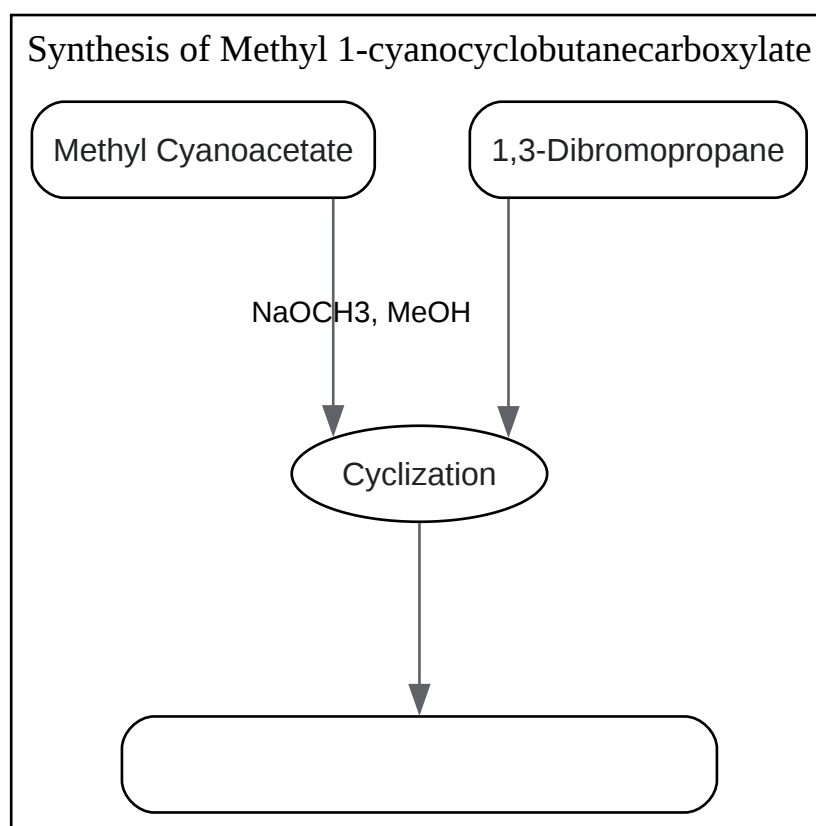 Synthesis of Methyl 1-cyanocyclobutanecarboxylate
Methyl Cyanoacetate
1,3-Dibromopropane
NaOCH3, MeOH
Cyclization